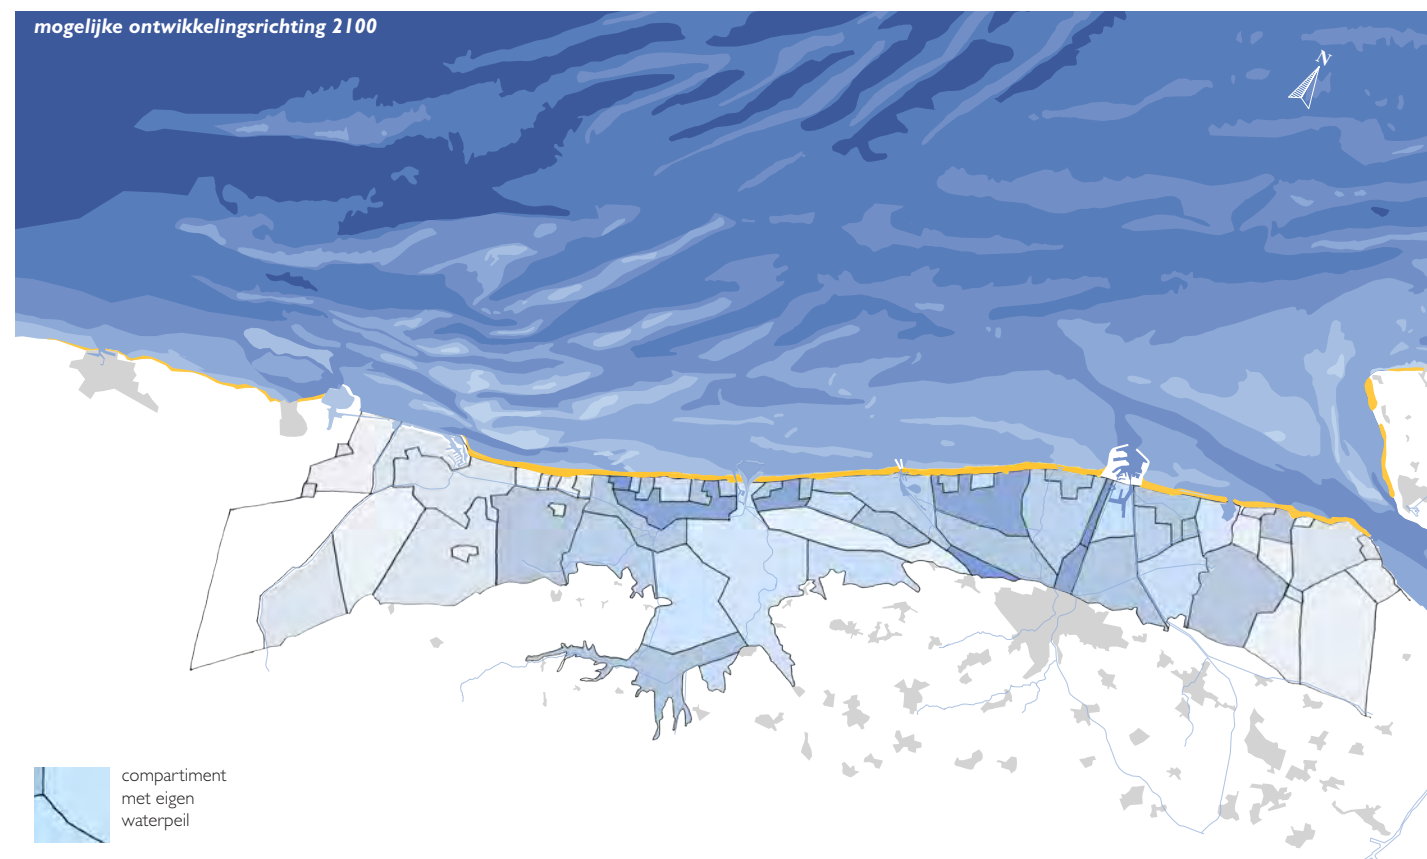 mogelijke ontwikkelingsrichting 2100
N
compartiment
met eigen
waterpeil